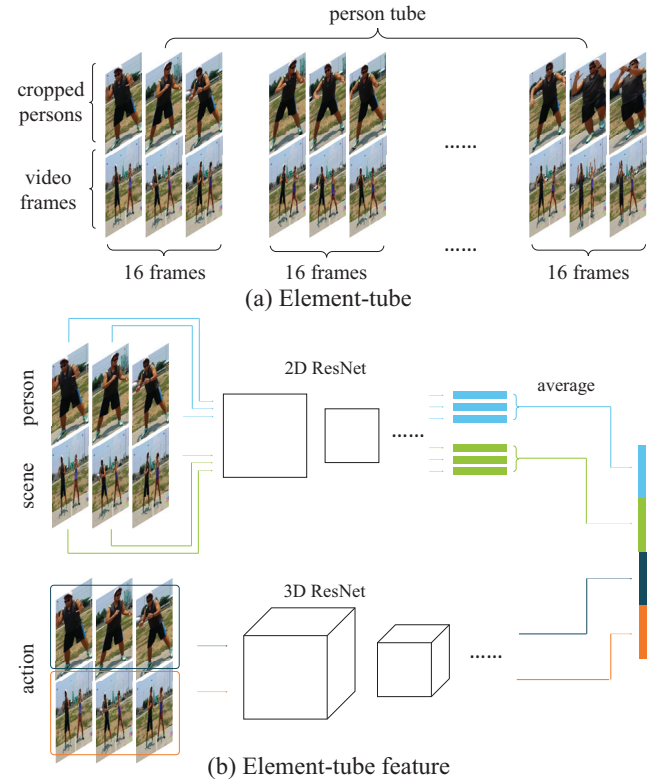 person tube
cropped
persons
video
frames
......
......
16 frames
16 frames
16 frames
(a) Element-tube
person
scene
2D ResNet
......
average
action
3D ResNet
......
(b) Element-tube feature